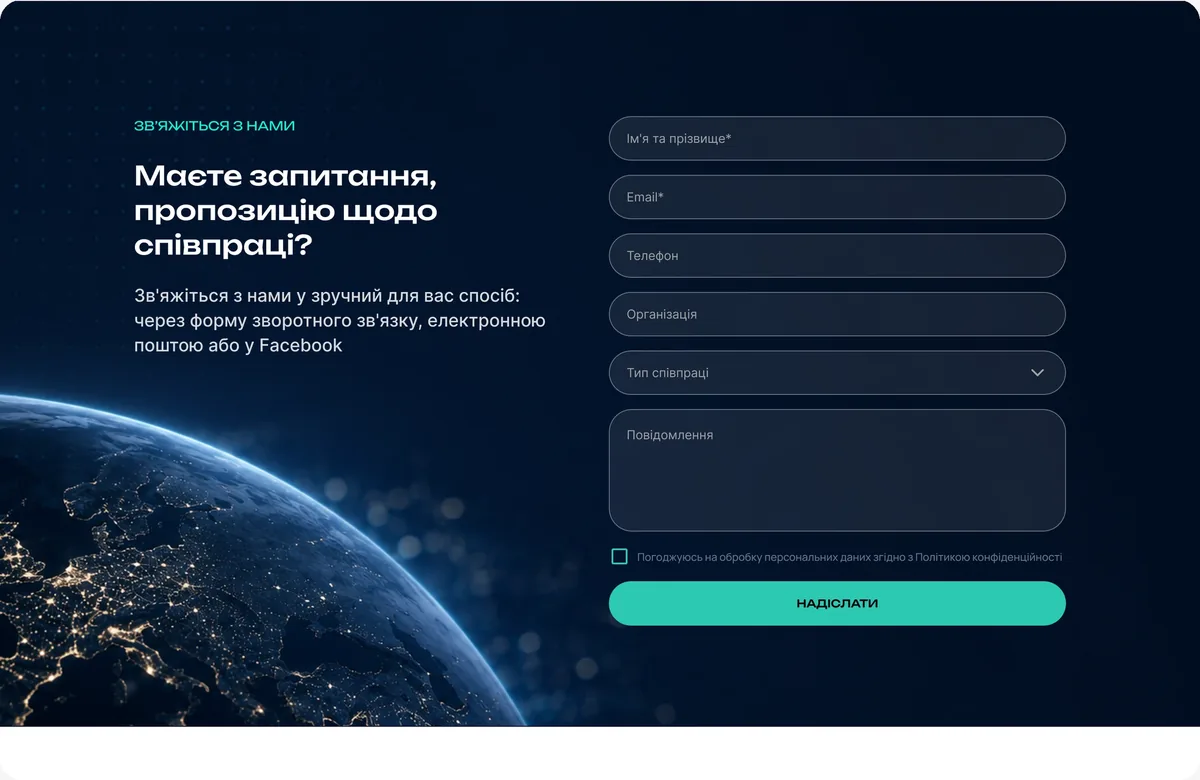 ЗВ'ЯЖІТЬСЯ З НАМИ
Маєте запитання,
пропозицію щодо
співпраці?
Зв'яжіться з нами у зручний для вас спосіб:
через форму зворотного зв'язку, електронною
поштою або у Facebook
Ім'я та прізвище*
Email*
Телефон
Організація
Тип співпраці
Повідомлення
Погоджуюсь на обробку персональних даних згідно з Політикою конфіденційності
НАДІСЛАТИ